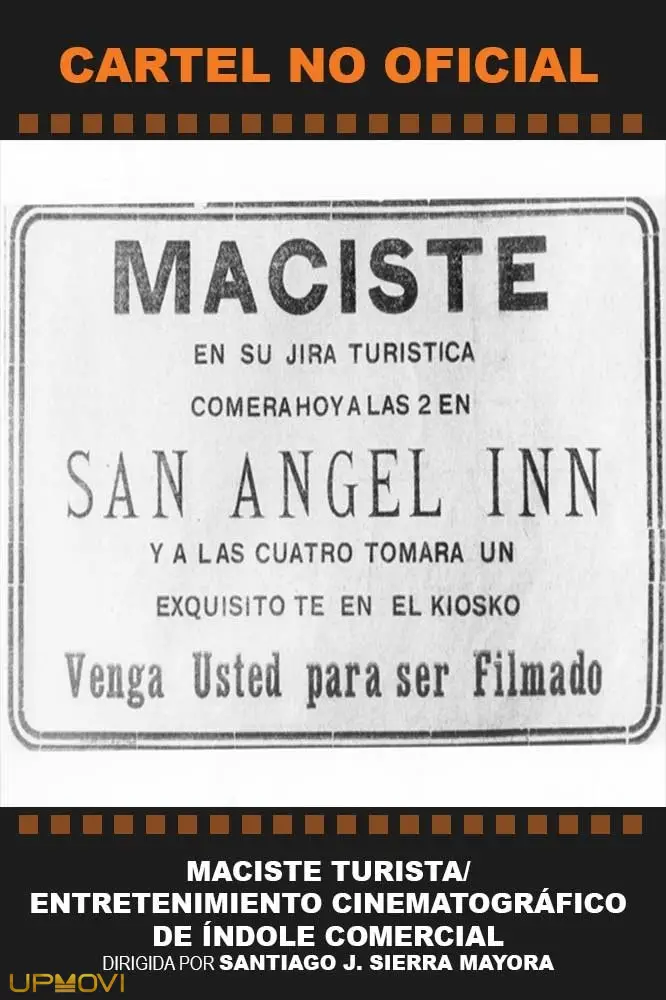 CARTEL NO OFICIAL
MACISTE
EN SU JIRA TURISTICA
COMERA HOY A LAS 2 EN
SAN ANGEL INN
Y A LAS CUATRO TOMARA UN
EXQUISITO TE EN EL KIOSKO
Venga Usted para ser Filmado
MACISTE TURISTA/
ENTRETENIMIENTO CINEMATOGRÁFICO
DE ÍNDOLE COMERCIAL
DIRIGIDA POR SANTIAGO J. SIERRA MAYORA
UPMOVI